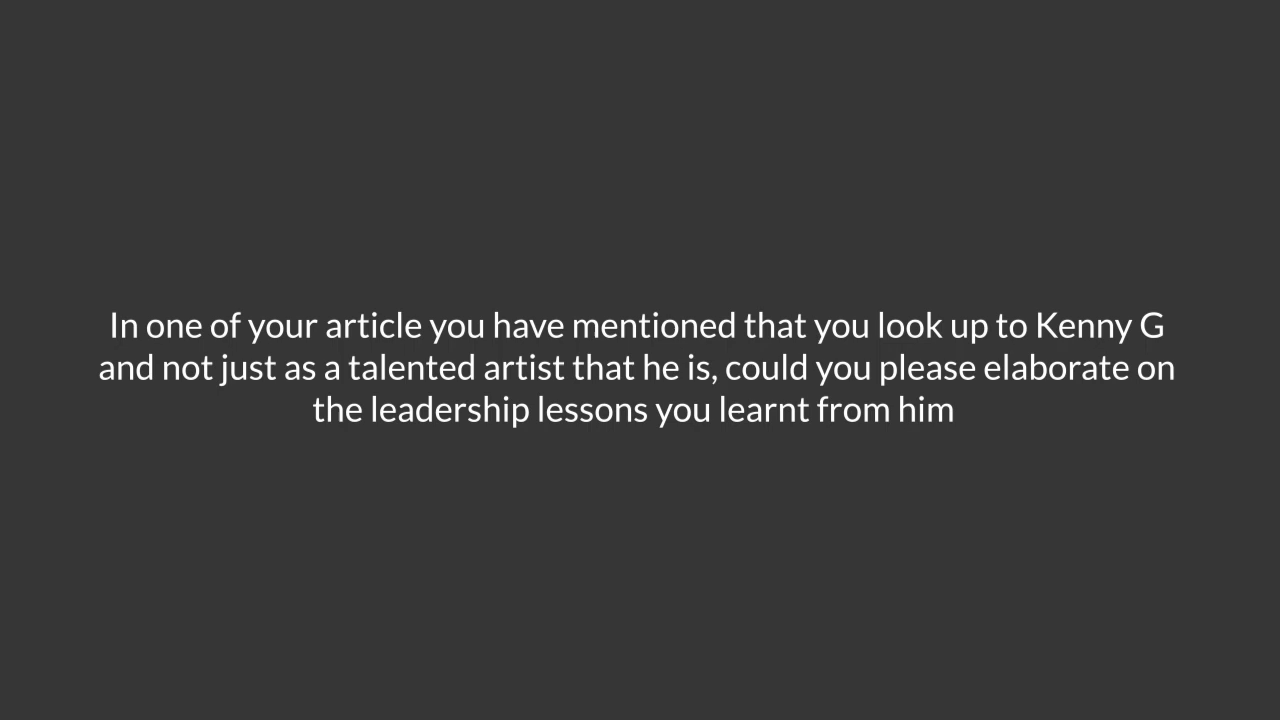 In one of your article you have mentioned that you look up to Kenny G
and not just as a talented artist that he is, could you please elaborate on
the leadership lessons you learnt from him